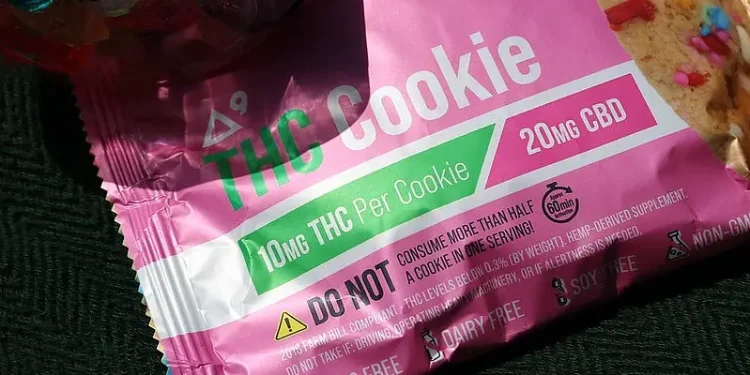 Δ9
THC Cookie
10MG THC Per Cookie
20MG CBD
DO NOT
CONSUME MORE THAN HALF
A COOKIE IN ONE SERVING!
Approx
60min
2018 FARM BILL COMPLIANT. THC LEVELS BELOW 0.3% (BY WEIGHT). HEMP-DERIVED SUPPLEMENT.
DO NOT TAKE IF: DRIVING, OPERATING HEAVY MACHINERY, OR IF ALERTNESS IS NEEDED.
FREE
DAIRY FREE
SOY FREE
NON-GM